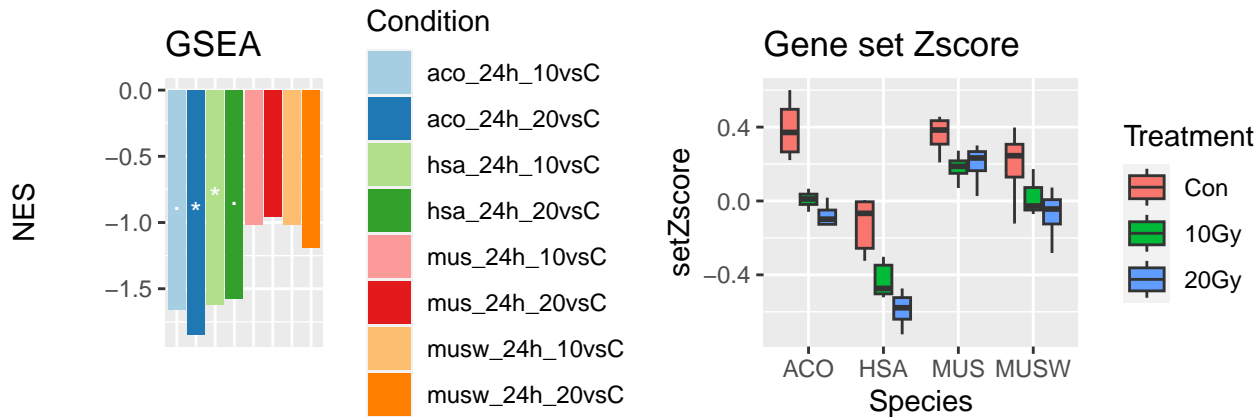 GSEA
NES
0.0
−0.5
−1.0
−1.5
.
*
*
.
Condition
aco_24h_10vsC
aco_24h_20vsC
hsa_24h_10vsC
hsa_24h_20vsC
mus_24h_10vsC
mus_24h_20vsC
musw_24h_10vsC
musw_24h_20vsC
Gene set Zscore
setZscore
0.4
0.0
−0.4
ACO HSA MUS MUSW
Species
Treatment
Con
10Gy
20Gy